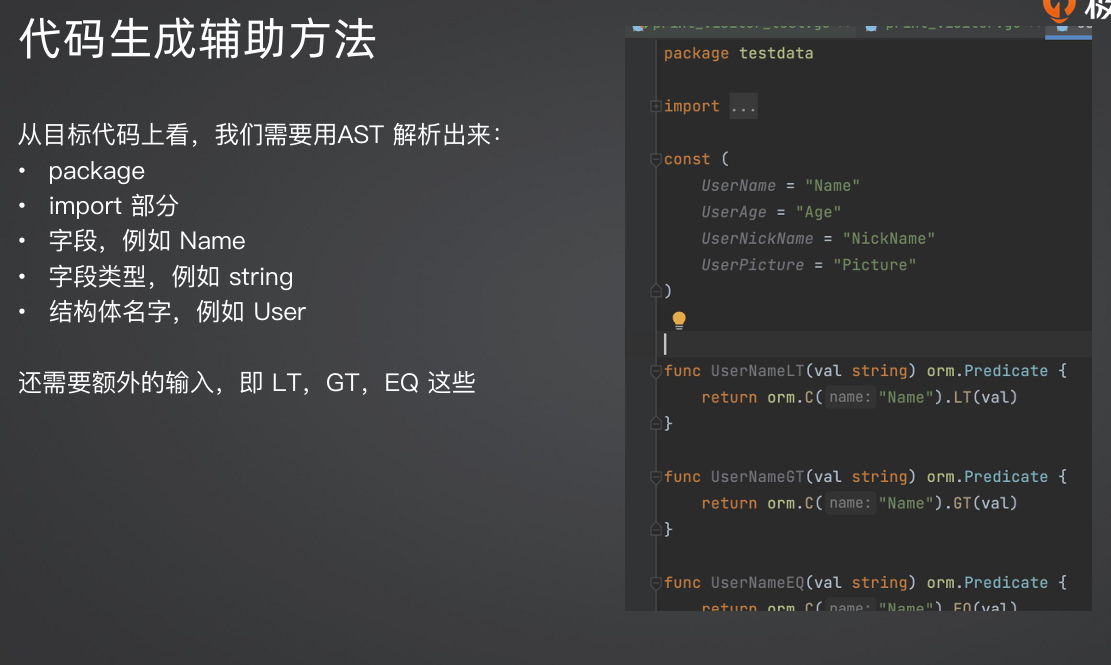 代码生成辅助方法
从目标代码上看，我们需要用AST 解析出来：
• package
• import 部分
• 字段，例如 Name
• 字段类型，例如 string
• 结构体名字，例如 User
还需要额外的输入，即 LT，GT，EQ 这些
package testdata
import ...
const (
UserName = "Name"
UserAge = "Age"
UserNickName = "NickName"
UserPicture = "Picture"
)
func UserNameLT(val string) orm.Predicate {
return orm.C( name: "Name").LT(val)
}
func UserNameGT(val string) orm.Predicate {
return orm.C( name: "Name").GT(val)
}
func UserNameEQ(val string) orm.Predicate {
return orm.C( name: "Name").EQ(val)